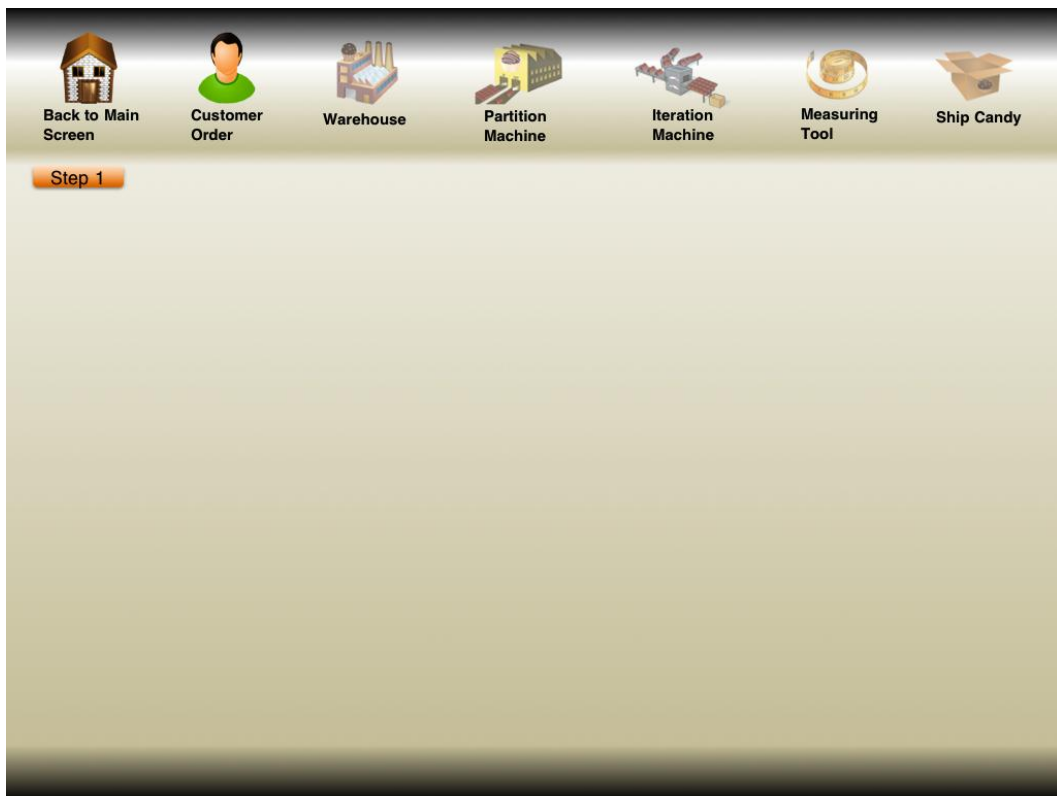 Back to Main
Screen
Customer
Order
Warehouse
Partition
Machine
Iteration
Machine
Measuring
Tool
Ship Candy
Step 1